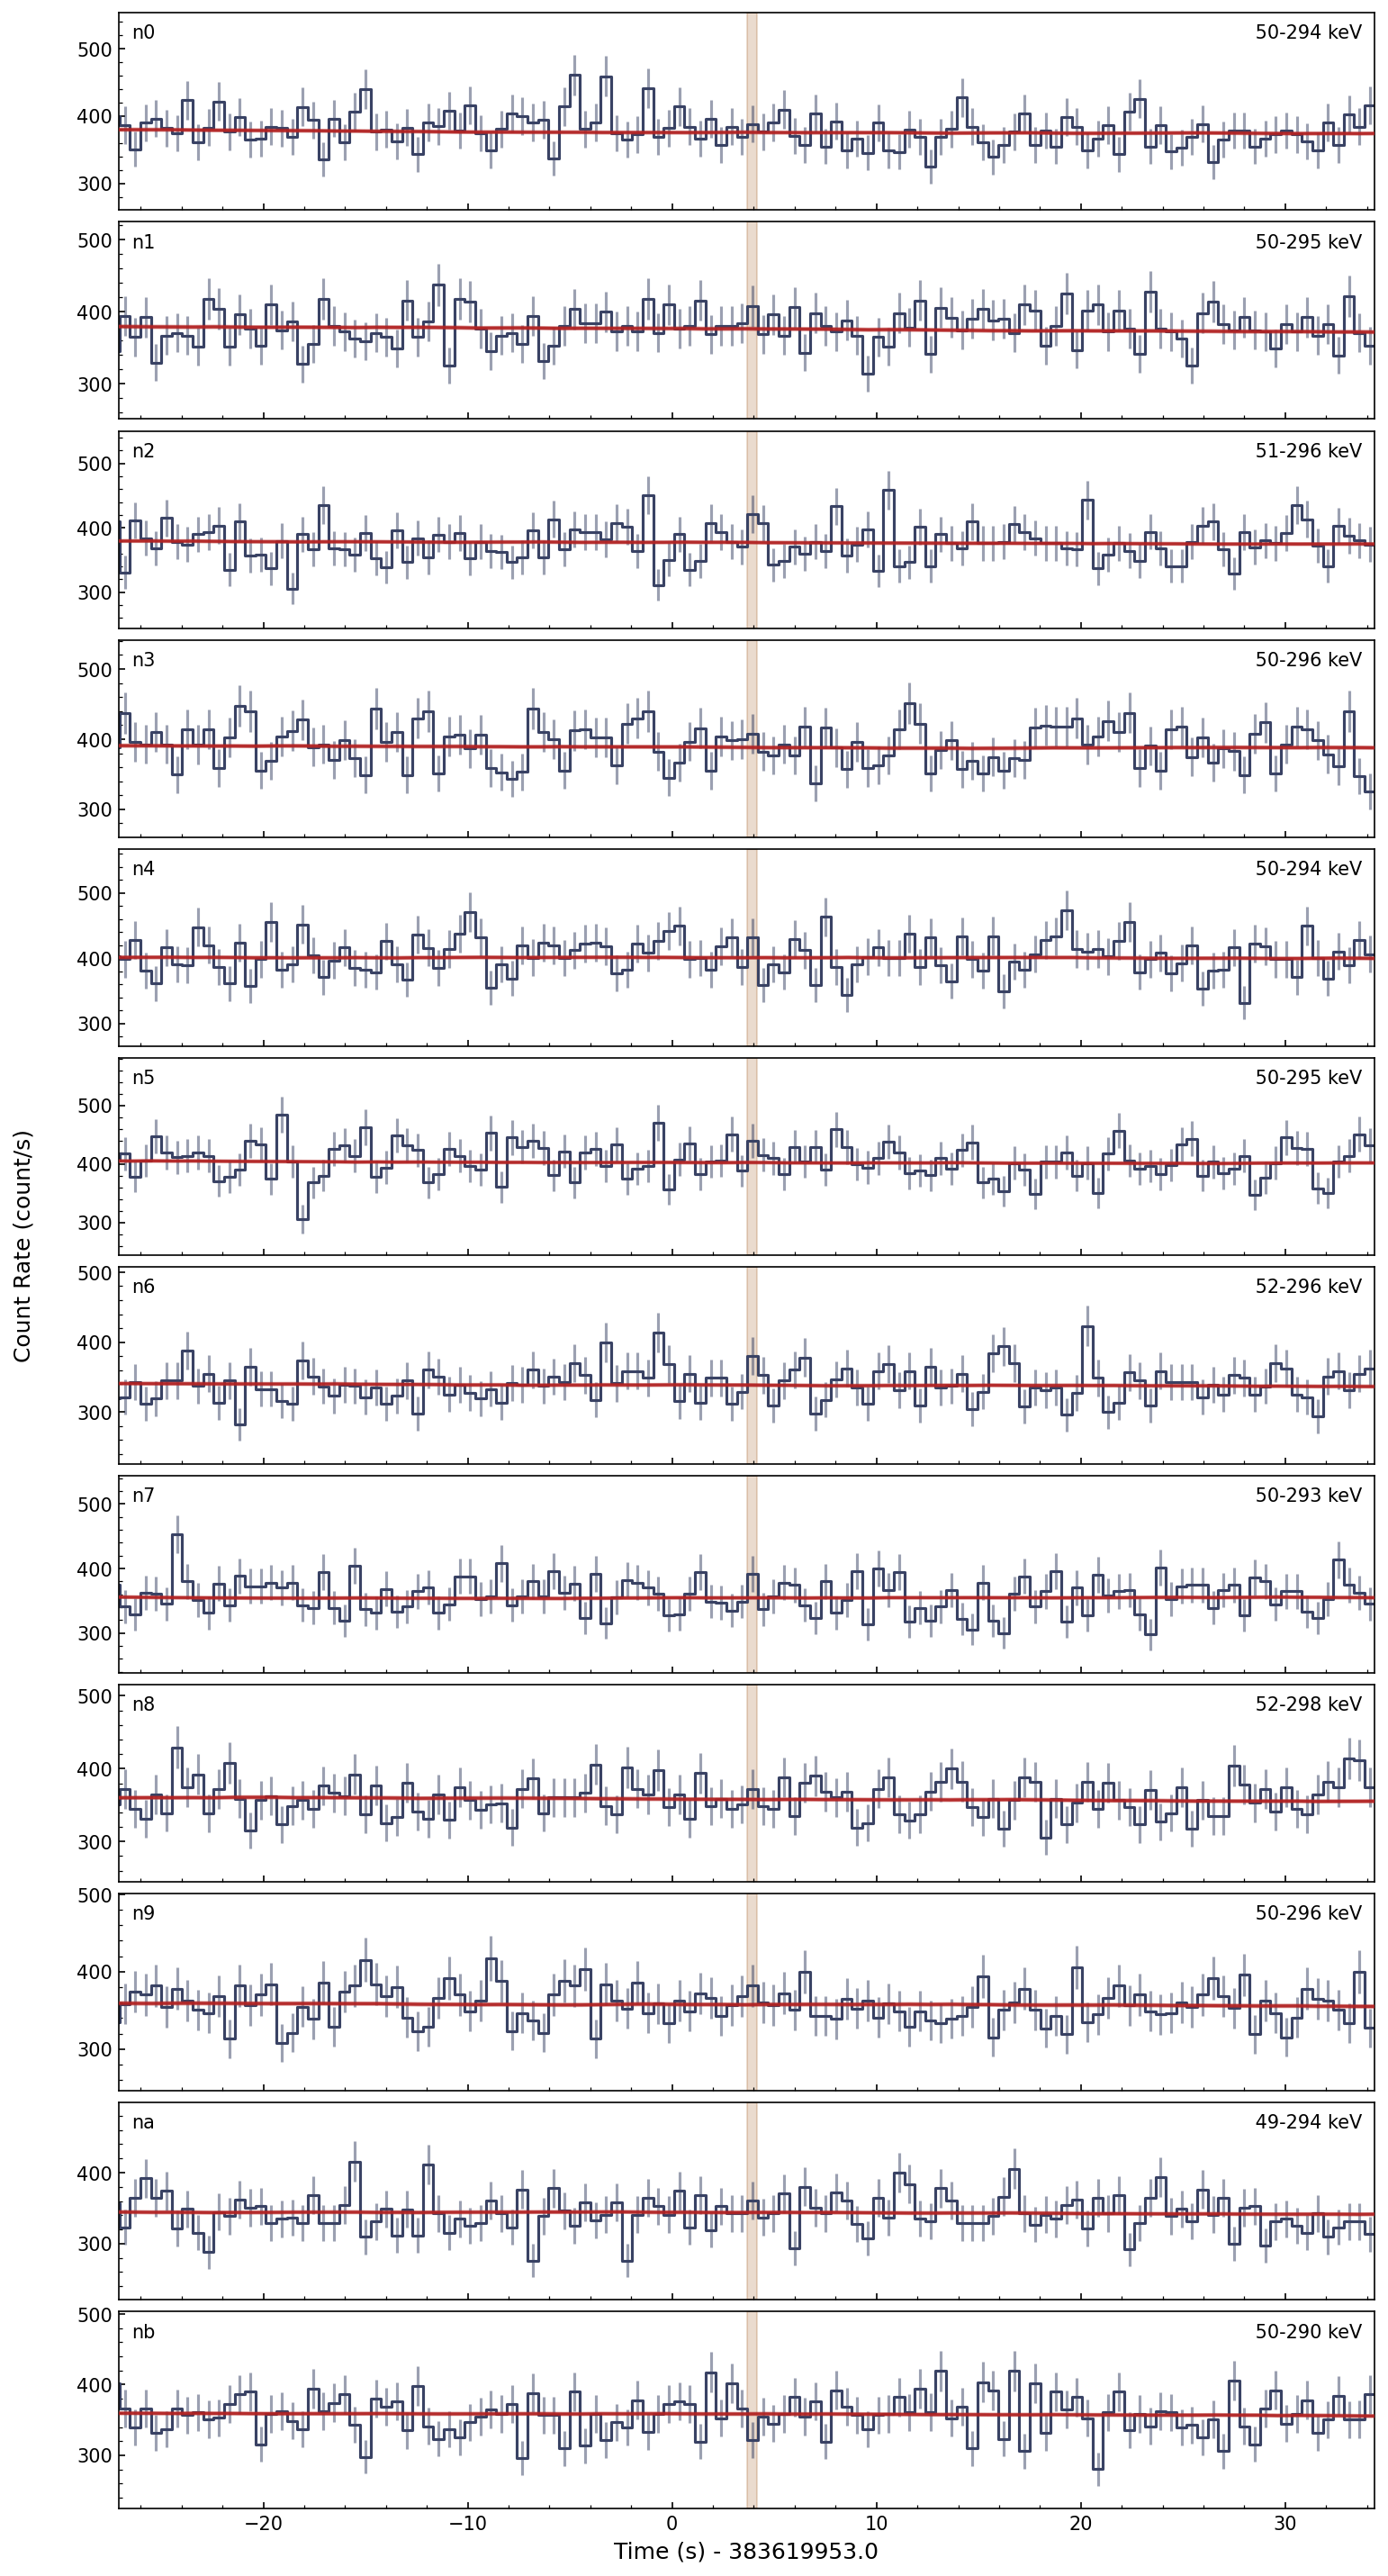 n0 50-294 keV
500
400
300
n1 50-295 keV
500
400
300
n2 51-296 keV
500
400
300
n3 50-296 keV
500
400
300
n4 50-294 keV
500
400
300
n5 50-295 keV
500
400
300
Count Rate (count/s)
n6 52-296 keV
500
400
300
n7 50-293 keV
500
400
300
n8 52-298 keV
500
400
300
n9 50-296 keV
500
400
300
na 49-294 keV
400
300
nb 50-290 keV
500
400
300
−20 −10 0 10 20 30
Time (s) - 383619953.0